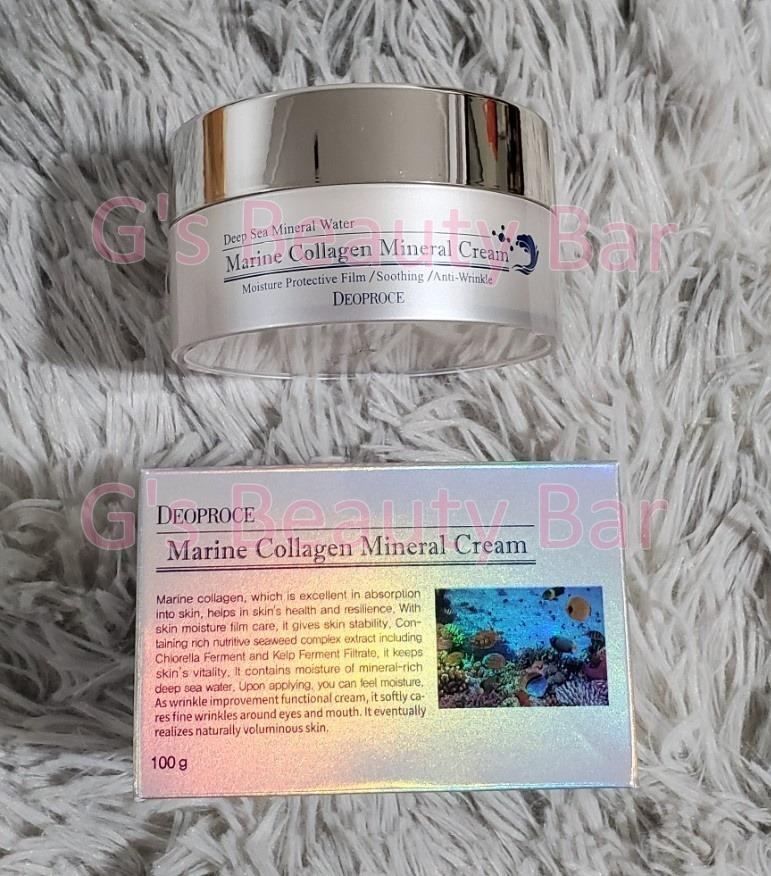 Deep Sea Mineral Water
Marine Collagen Mineral Cream
Moisture Protective Film / Soothing / Anti-Wrinkle
DEOPROCE
G's Beauty Bar
G's Beauty Bar
DEOPROCE
Marine Collagen Mineral Cream
Marine collagen, which is excellent in absorption
into skin, helps in skin's health and resilience. With
skin moisture film care, it gives skin stability. Con-
taining rich nutritive seaweed complex extract including
Chlorella Ferment and Kelp Ferment Filtrate, it keeps
skin's vitality. It contains moisture of mineral-rich
deep sea water. Upon applying, you can feel moisture.
As wrinkle improvement functional cream, it softly ca-
res fine wrinkles around eyes and mouth. It eventually
realizes naturally voluminous skin.
100 g